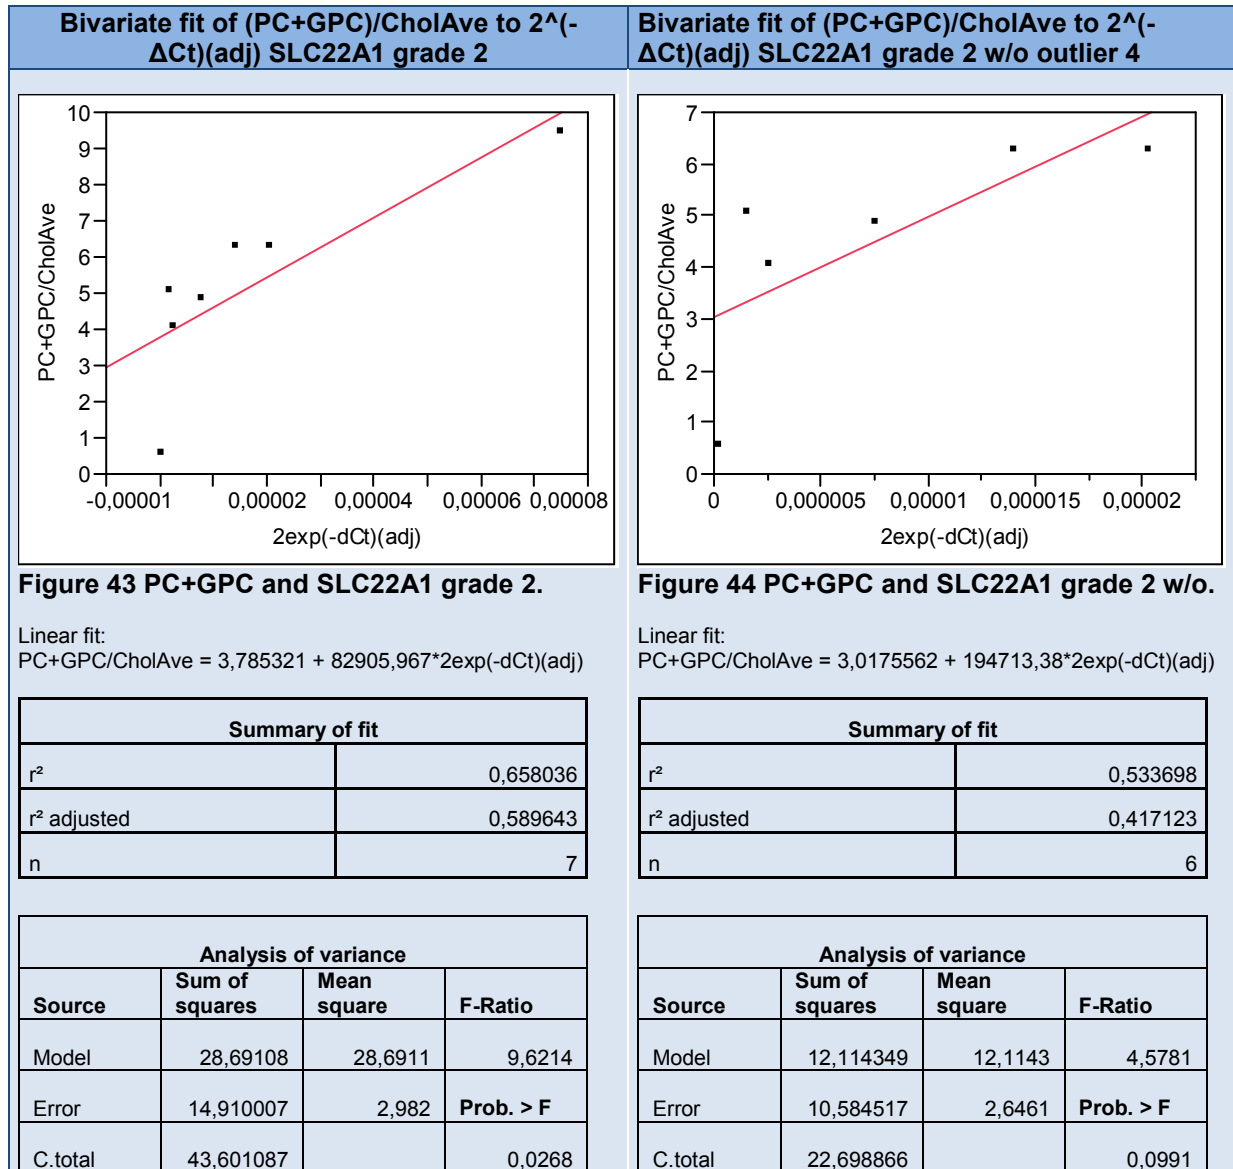 Bivariate fit of (PC+GPC)/CholAve to 2^(-
ΔCt)(adj) SLC22A1 grade 2
10
9
8
7
6
5
4
3
2
1
0
PC+GPC/CholAve
-0,00001 0,00002 0,00004 0,00006 0,00008
2exp(-dCt)(adj)
Figure 43 PC+GPC and SLC22A1 grade 2.
Linear fit:
PC+GPC/CholAve = 3,785321 + 82905,967*2exp(-dCt)(adj)
Summary of fit
r² 0,658036
r² adjusted 0,589643
n 7
Analysis of variance
Source Sum of squares Mean square F-Ratio
Model 28,69108 28,6911 9,6214
Error 14,910007 2,982 Prob. > F
C.total 43,601087 0,0268
Bivariate fit of (PC+GPC)/CholAve to 2^(-
ΔCt)(adj) SLC22A1 grade 2 w/o outlier 4
7
6
5
4
3
2
1
0
PC+GPC/CholAve
0 0,000005 0,00001 0,000015 0,00002
2exp(-dCt)(adj)
Figure 44 PC+GPC and SLC22A1 grade 2 w/o.
Linear fit:
PC+GPC/CholAve = 3,0175562 + 194713,38*2exp(-dCt)(adj)
Summary of fit
r² 0,533698
r² adjusted 0,417123
n 6
Analysis of variance
Source Sum of squares Mean square F-Ratio
Model 12,114349 12,1143 4,5781
Error 10,584517 2,6461 Prob. > F
C.total 22,698866 0,0991